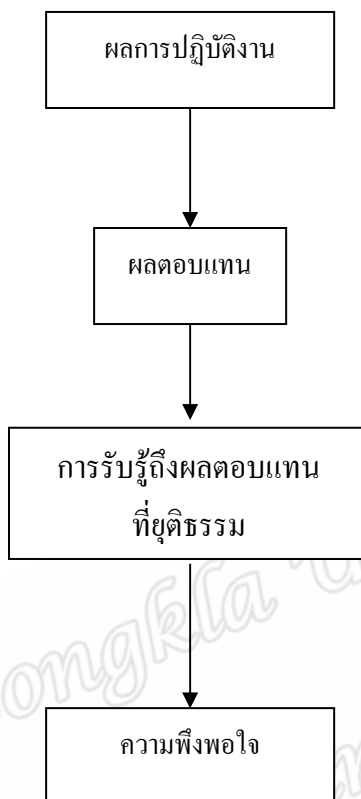 ผลการปฏิบัติงาน
ผลตอบแทน
การรับรู้ถึงผลตอบแทน
ที่ยุติธรรม
ความพึงพอใจ